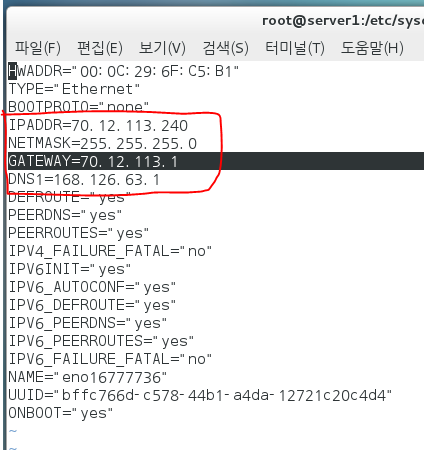 root@server1:/etc/sysc
파일(F) 편집(E) 보기(V) 검색(S) 터미널(T) 도움말(H)
HWADDR="00:0C:29:6F:C5:B1"
TYPE="Ethernet"
BOOTPROTO="none"
IPADDR=70.12.113.240
NETMASK=255.255.255.0
GATEWAY=70.12.113.1
DNS1=168.126.63.1
DEFROUTE="yes"
PEERDNS="yes"
PEERROUTES="yes"
IPV4_FAILURE_FATAL="no"
IPV6INIT="yes"
IPV6_AUTOCONF="yes"
IPV6_DEFROUTE="yes"
IPV6_PEERDNS="yes"
IPV6_PEERROUTES="yes"
IPV6_FAILURE_FATAL="no"
NAME="eno16777736"
UUID="bffc766d-c578-44b1-a4da-12721c20c4d4"
ONBOOT="yes"
~
~